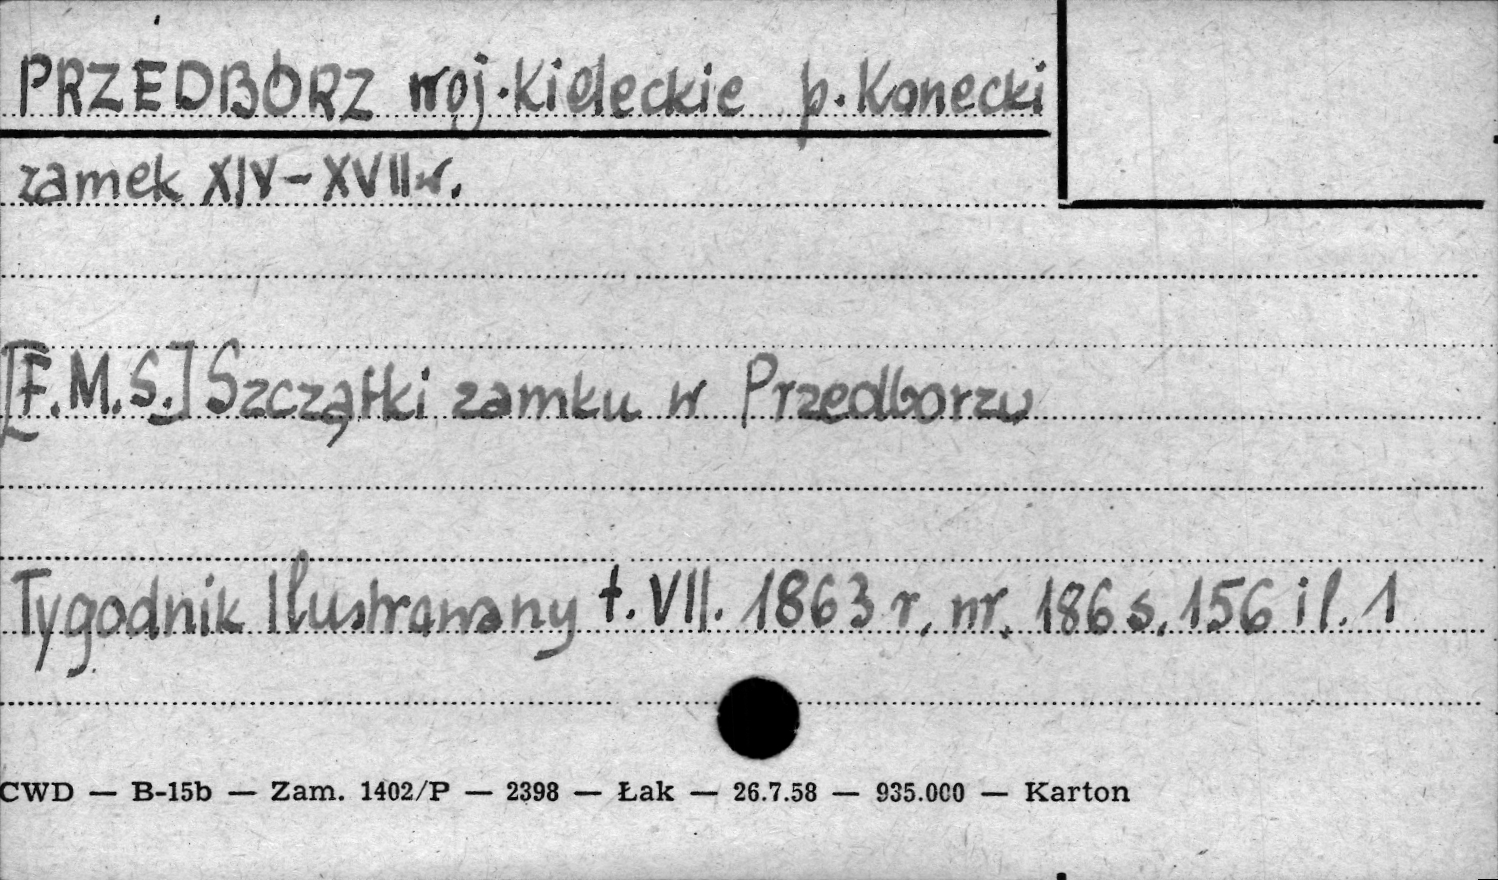 PRZEDBÓRZ woj. Kieleckie p. Konecki
zamek XIV-XVII w.
[F.M.S.] Szczątki zamku w Przedborzu
Tygodnik Ilustrowany t. VII. 1863 r. nr. 186 s. 156 il. 1
CWD — B-15b — Zam. 1402/P — 2398 — Łak — 26.7.58 — 935.000 — Karton